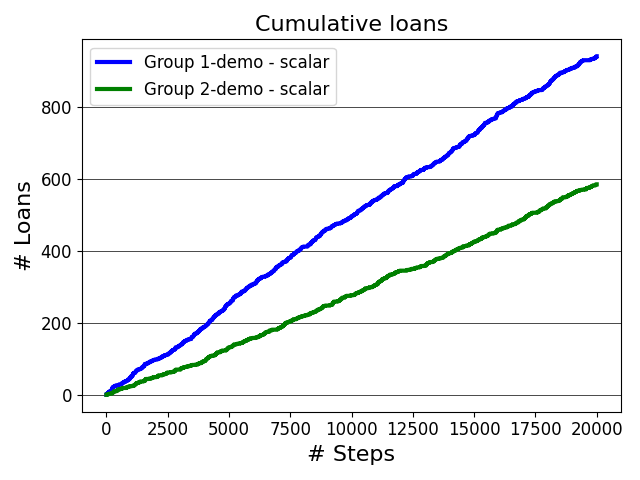 Cumulative loans
Group 1-demo - scalar
Group 2-demo - scalar
# Loans
800
600
400
200
0
0 2500 5000 7500 10000 12500 15000 17500 20000
# Steps